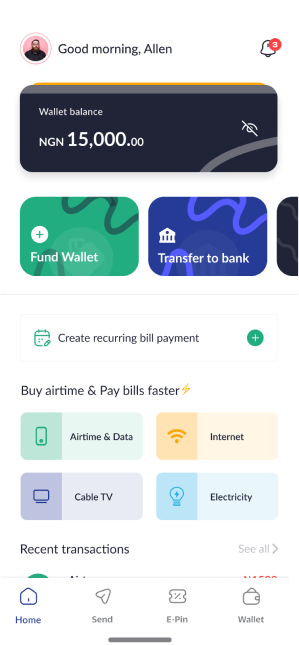 Good morning, Allen
3
Wallet balance
NGN 15,000.00
Fund Wallet
Transfer to bank
Create recurring bill payment
Buy airtime & Pay bills faster⚡
Airtime & Data
Internet
Cable TV
Electricity
Recent transactions
See all
Home
Send
E-Pin
Wallet